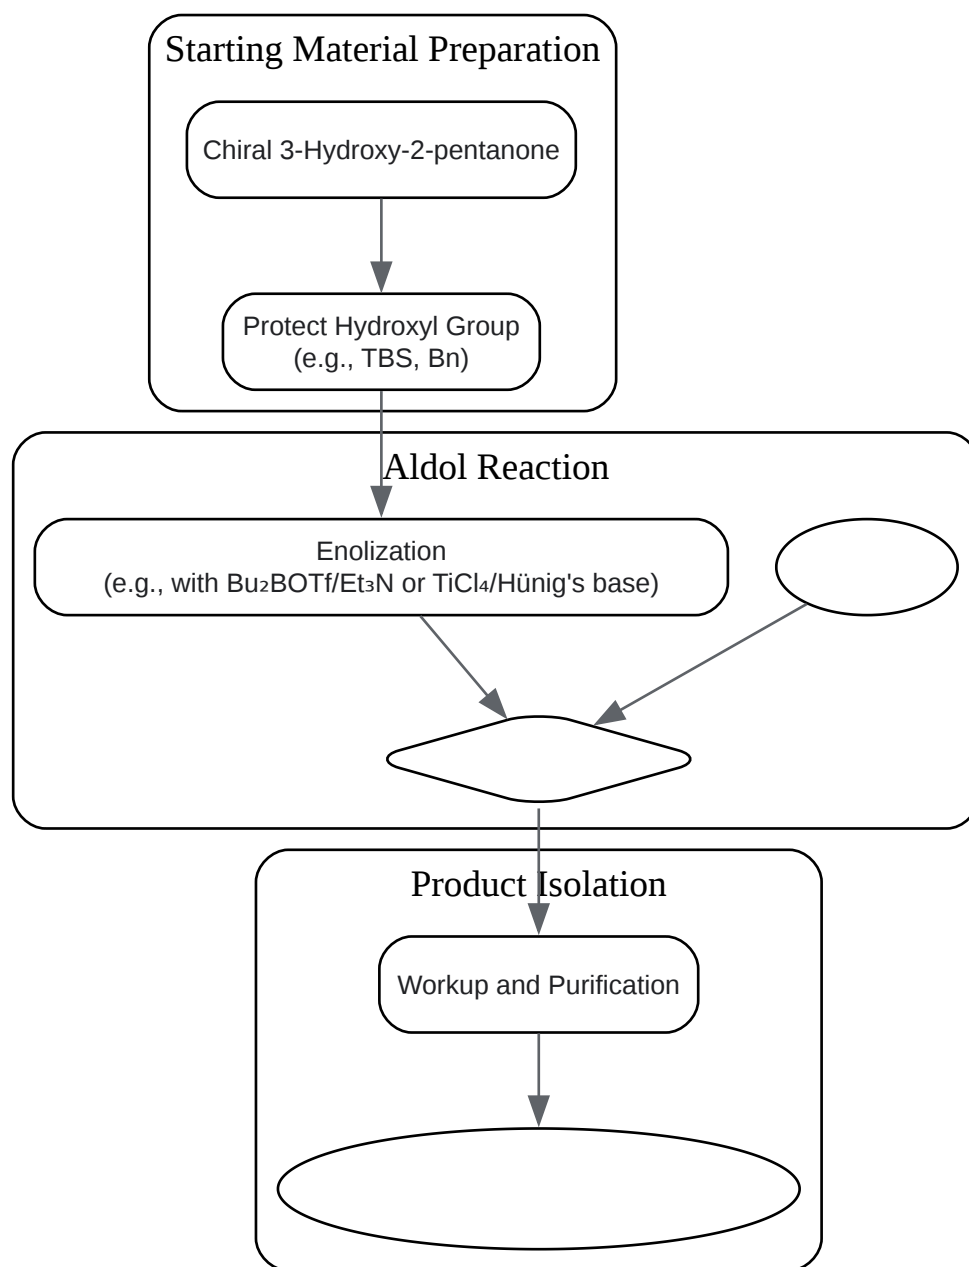 Starting Material Preparation
Chiral 3-Hydroxy-2-pentanone
Protect Hydroxyl Group
(e.g., TBS, Bn)
Aldol Reaction
Enolization
(e.g., with Bu₂BOTf/Et₃N or TiCl₄/Hünig's base)
Product Isolation
Workup and Purification